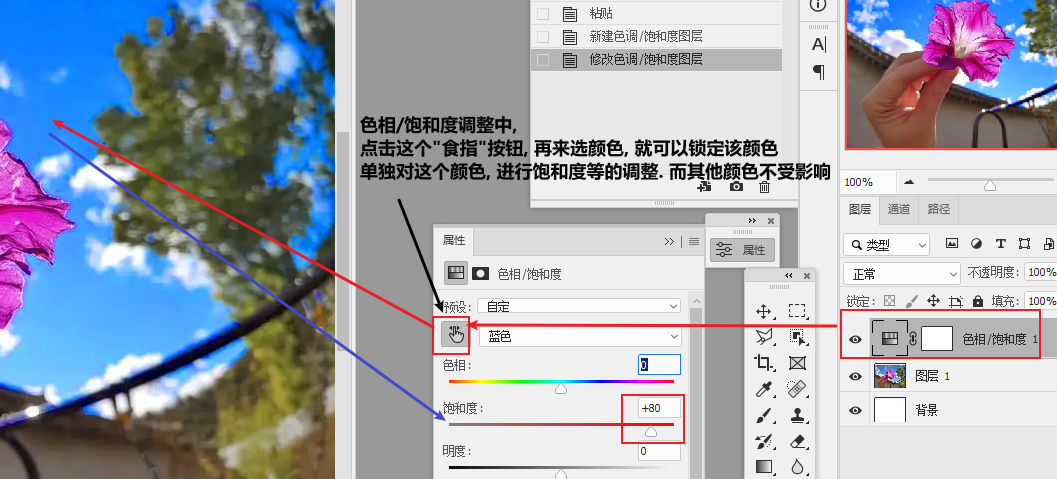 粘贴
新建色调/饱和度图层
修改色调/饱和度图层
A|
¶
色相/饱和度调整中,
点击这个"食指"按钮, 再来选颜色, 就可以锁定该颜色
单独对这个颜色, 进行饱和度等的调整. 而其他颜色不受影响
100%
图层 通道 路径
类型
正常 不透明度: 100%
锁定: 填充: 100%
色相/饱和度 1
图层 1
背景
属性
属性
色相/饱和度
预设: 自定
蓝色
色相: 0
饱和度: +80
明度: 0